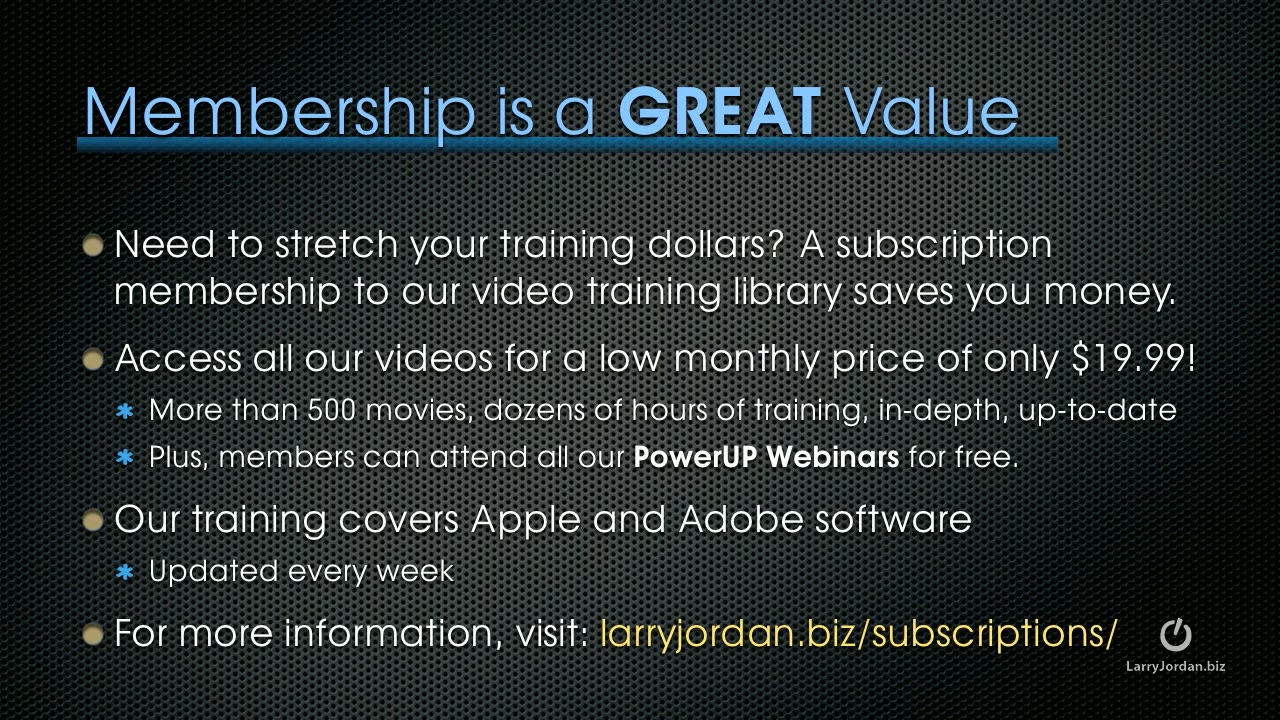 Membership is a GREAT Value
Need to stretch your training dollars? A subscription
membership to our video training library saves you money.
Access all our videos for a low monthly price of only $19.99!
More than 500 movies, dozens of hours of training, in-depth, up-to-date
Plus, members can attend all our PowerUP Webinars for free.
Our training covers Apple and Adobe software
Updated every week
For more information, visit: larryjordan.biz/subscriptions/
LarryJordan.biz